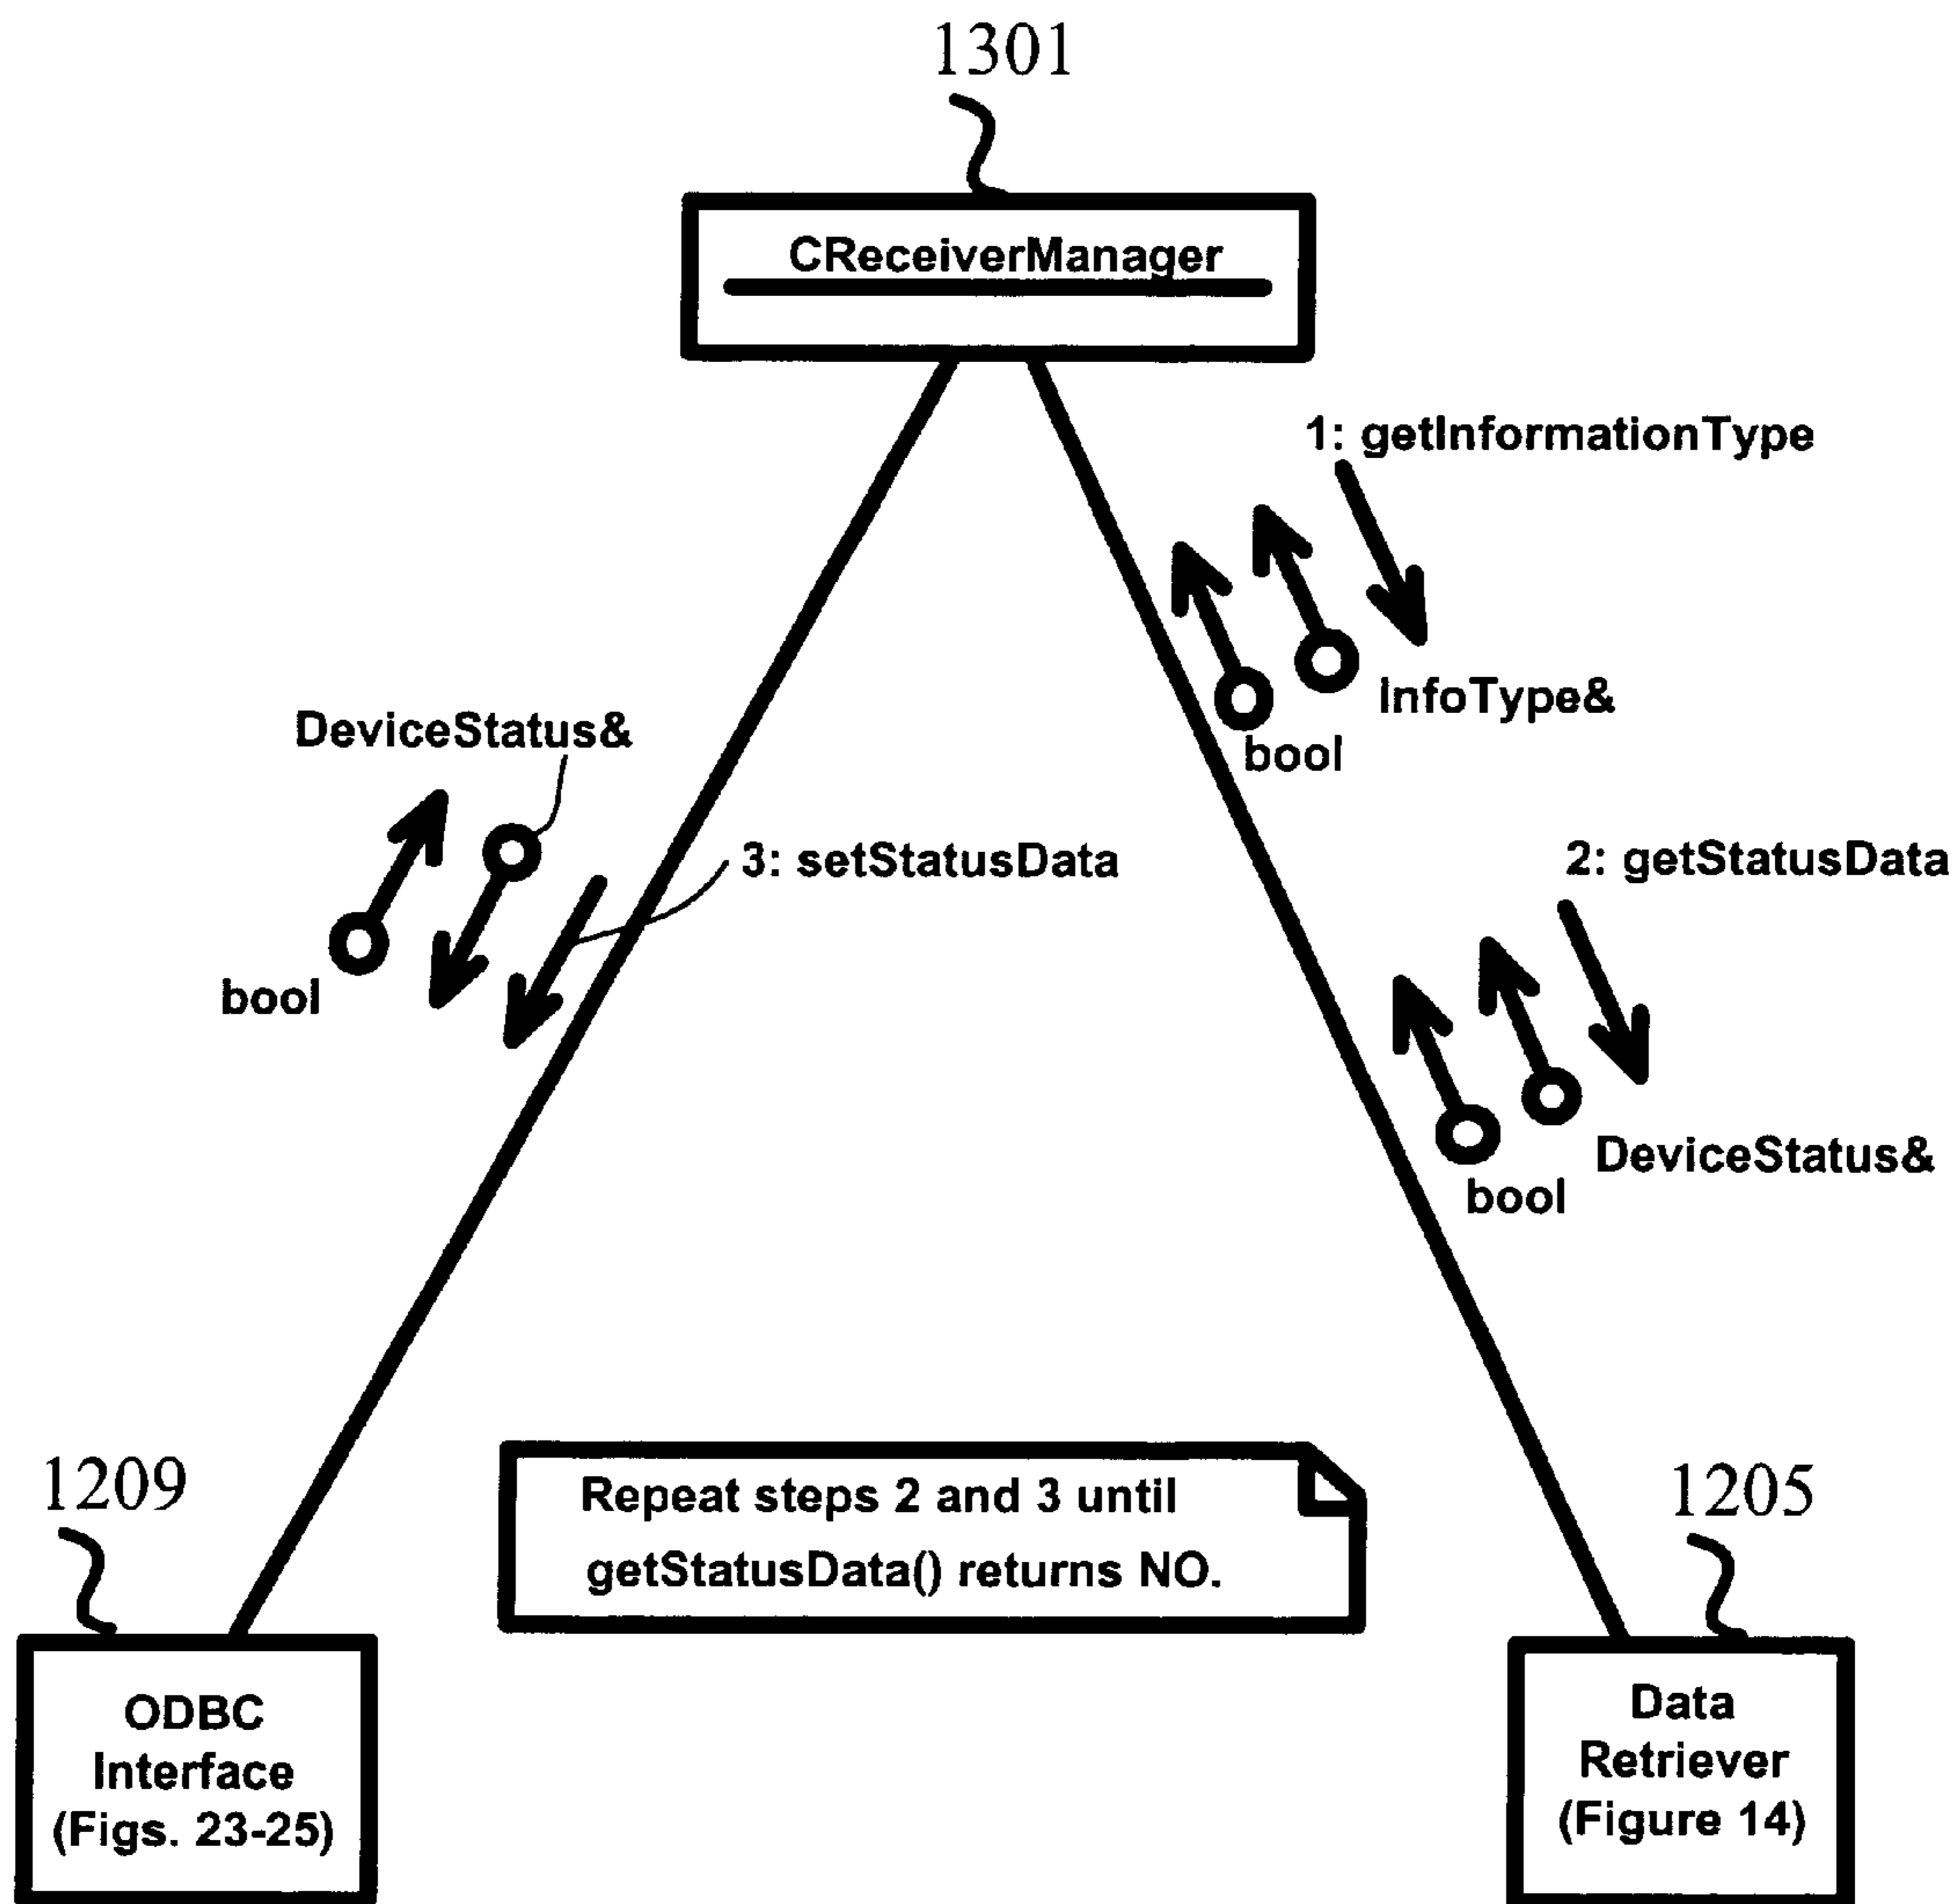 1301
CReceiverManager
1: getInformationType
InfoType&
bool
DeviceStatus&
3: setStatusData
2: getStatusData
bool
DeviceStatus&
bool
1209
Repeat steps 2 and 3 until
getStatusData() returns NO.
1205
ODBC
Interface
(Figs. 23-25)
Data
Retriever
(Figure 14)